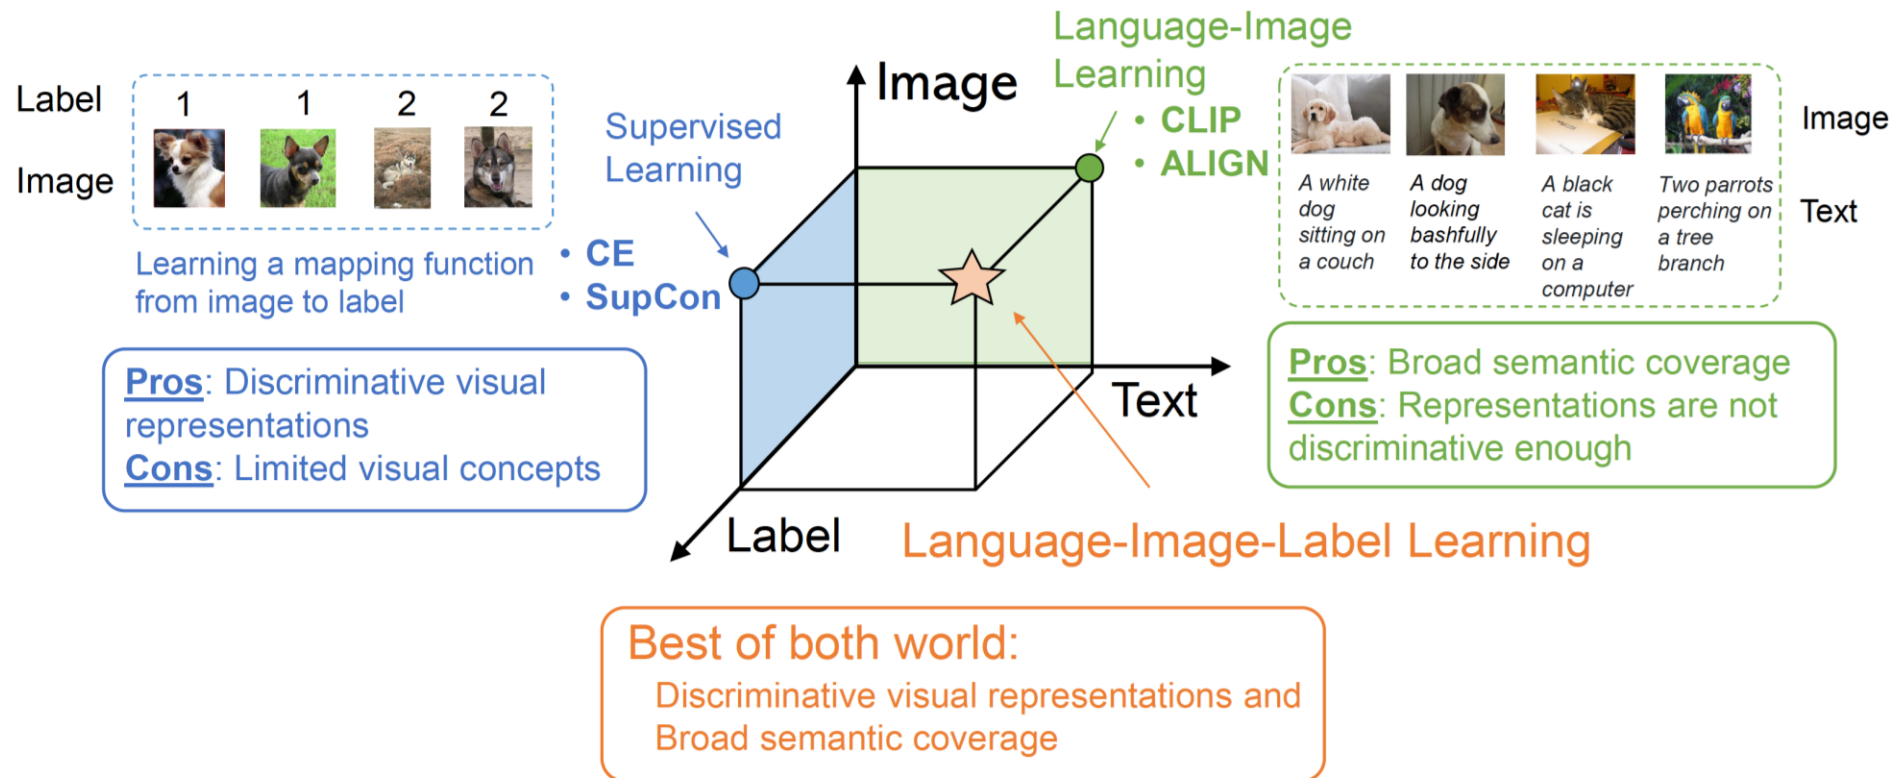 Label
1 1 2 2
Image
Learning a mapping function
from image to label
Pros: Discriminative visual
representations
Cons: Limited visual concepts
Supervised
Learning
• CE
• SupCon
Image
Text
Label
Language-Image
Learning
• CLIP
• ALIGN
Language-Image-Label Learning
Image
Text
A white
dog
sitting on
a couch
A dog
looking
bashfully
to the side
A black
cat is
sleeping
on a
computer
Two parrots
perching on
a tree
branch
Pros: Broad semantic coverage
Cons: Representations are not
discriminative enough
Best of both world:
Discriminative visual representations and
Broad semantic coverage